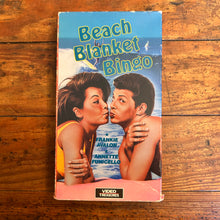 Beach
Blanket
Bingo
FRANKIE
AVALON
&
ANNETTE
FUNICELLO
VIDEO
TREASURES